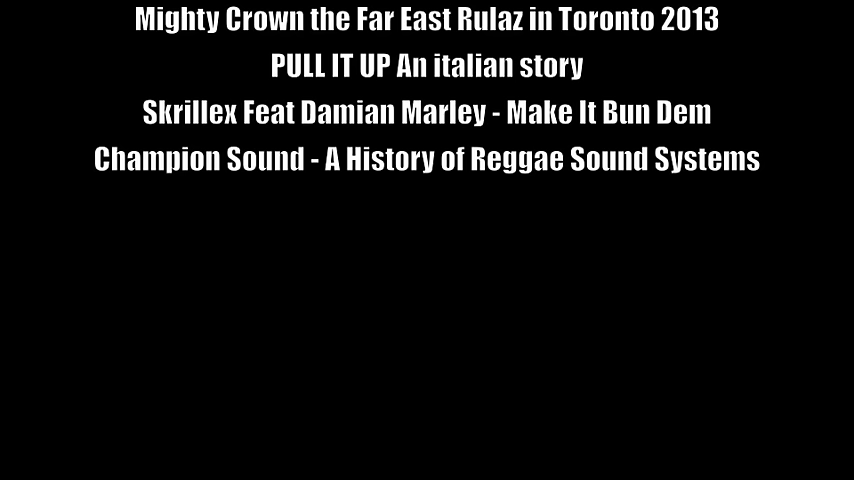 Mighty Crown the Far East Rulaz in Toronto 2013
PULL IT UP An italian story
Skrillex Feat Damian Marley - Make It Bun Dem
Champion Sound - A History of Reggae Sound Systems